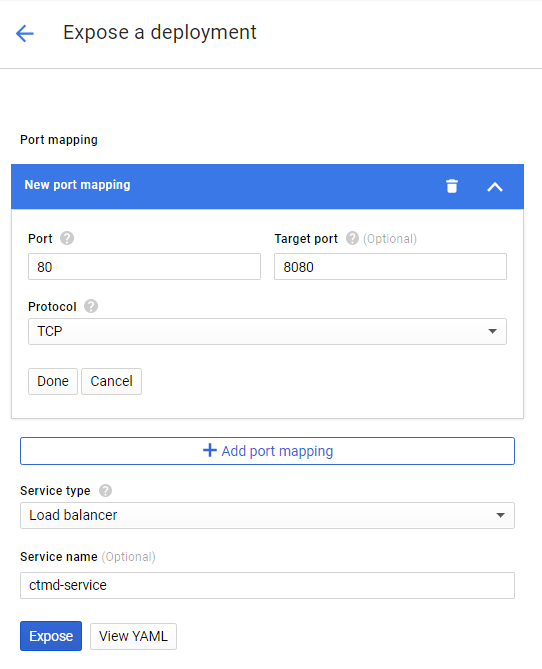 Expose a deployment
Port mapping
New port mapping
Port ? Target port ? (Optional)
80 8080
Protocol ?
TCP
Done Cancel
+ Add port mapping
Service type ?
Load balancer
Service name (Optional)
ctmd-service
Expose View YAML